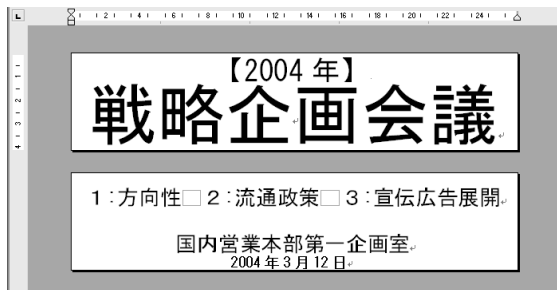 【2004 年】
戦略企画会議
1：方向性□ 2：流通政策□ 3：宣伝広告展開
国内営業本部第一企画室
2004 年 3 月 12 日